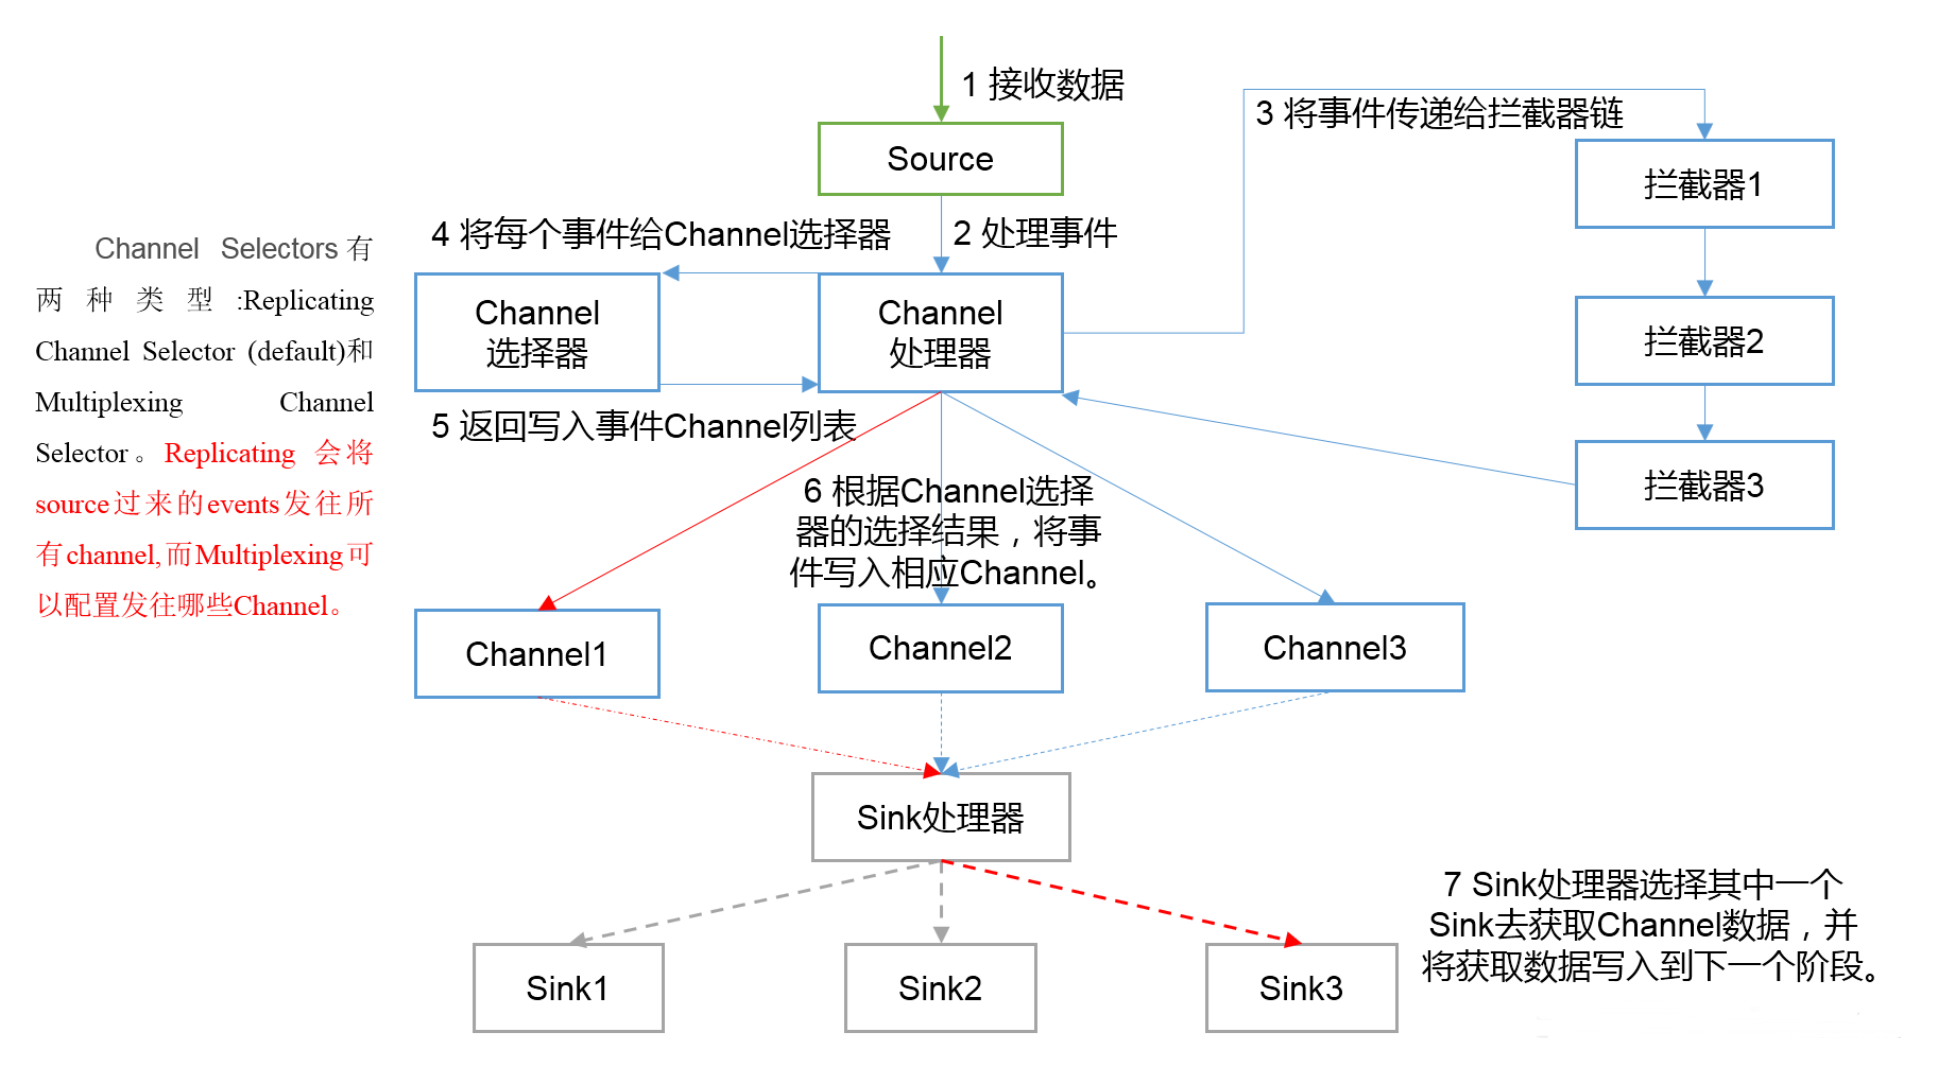 1 接收数据
Source
3 将事件传递给拦截器链
拦截器1
4 将每个事件给Channel选择器
2 处理事件
Channel Selectors有
两种类型:Replicating
Channel Selector (default)和
Multiplexing Channel
Selector。Replicating 会将
source过来的events发往所
有channel,而Multiplexing可
以配置发往哪些Channel。
Channel
选择器
Channel
处理器
拦截器2
5 返回写入事件Channel列表
拦截器3
6 根据Channel选择
器的选择结果，将事
件写入相应Channel。
Channel1
Channel2
Channel3
Sink处理器
7 Sink处理器选择其中一个
Sink去获取Channel数据，并
将获取数据写入到下一个阶段。
Sink1
Sink2
Sink3